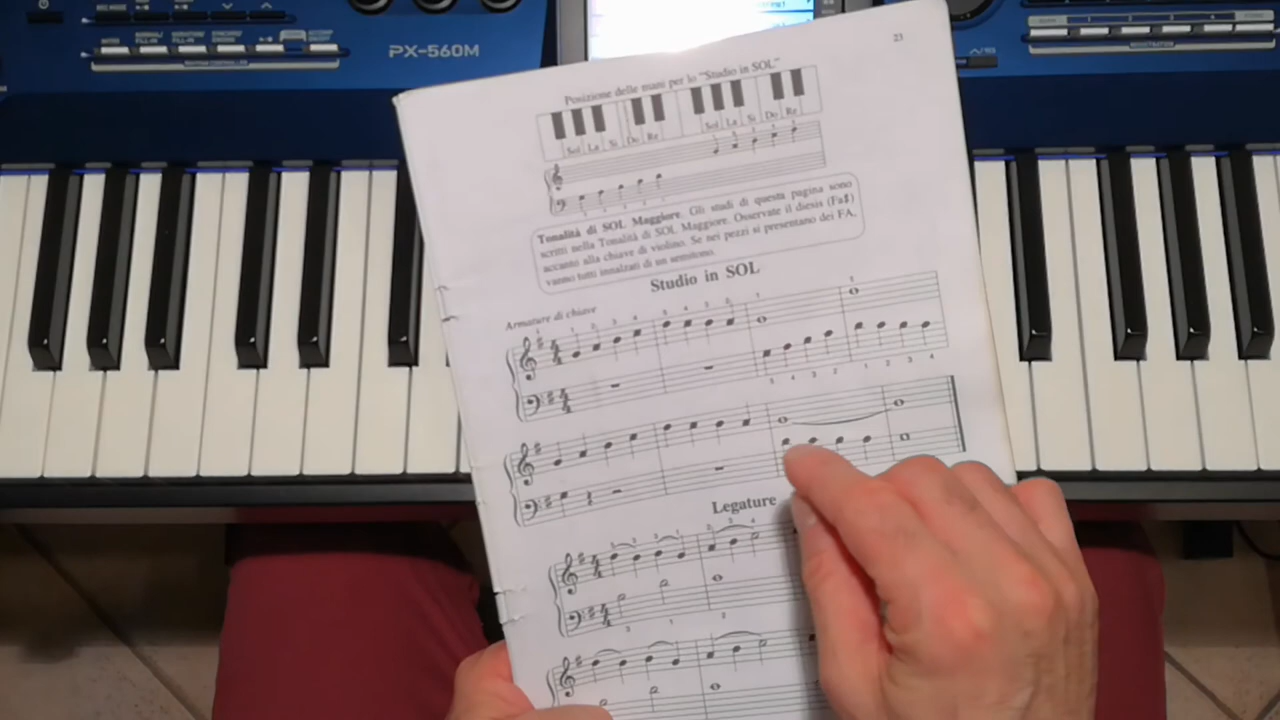 PX-560M
23
Posizione delle mani per lo "Studio in SOL"
Sol La Si Do Re Sol La Si Do Re
Tonalità di SOL Maggiore. Gli studi di questa pagina sono
scritti nella Tonalità di SOL Maggiore. Osservate il diesis (Fa♯)
accanto alla chiave di violino. Se nei pezzi si presentano dei FA,
vanno tutti innalzati di un semitono.
Studio in SOL
Armature di chiave
Legature